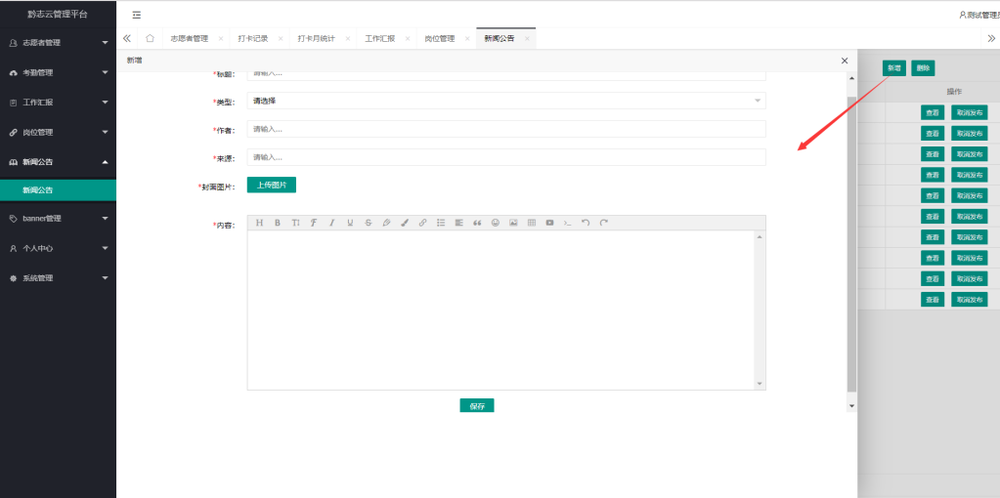 黔志云管理平台
测试管理员
志愿者管理
考勤管理
工作汇报
岗位管理
新闻公告
新闻公告
banner管理
个人中心
系统管理
志愿者管理 ×
打卡记录 ×
打卡月统计 ×
工作汇报 ×
岗位管理 ×
新闻公告 ×
新增
*标题: 请输入...
*类型: 请选择
*作者: 请输入...
*来源: 请输入...
*封面图片: 上传图片
*内容:
保存
新增 删除
操作
查看 取消发布
查看 取消发布
查看 取消发布
查看 取消发布
查看 取消发布
查看 取消发布
查看 取消发布
查看 取消发布
查看 取消发布
查看 取消发布